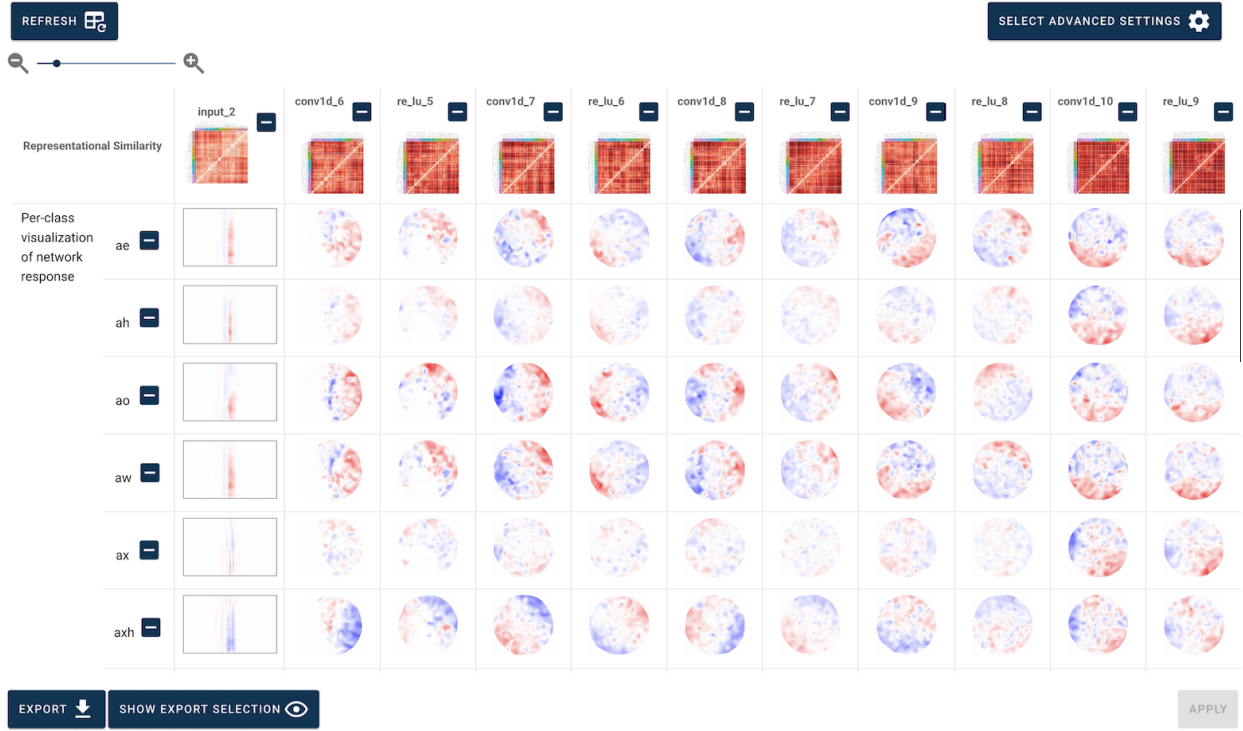 REFRESH
SELECT ADVANCED SETTINGS
input_2
conv1d_6
re_lu_5
conv1d_7
re_lu_6
conv1d_8
re_lu_7
conv1d_9
re_lu_8
conv1d_10
re_lu_9
Representational Similarity
Per-class
visualization
of network
response
ae
ah
ao
aw
ax
axh
EXPORT
SHOW EXPORT SELECTION
APPLY